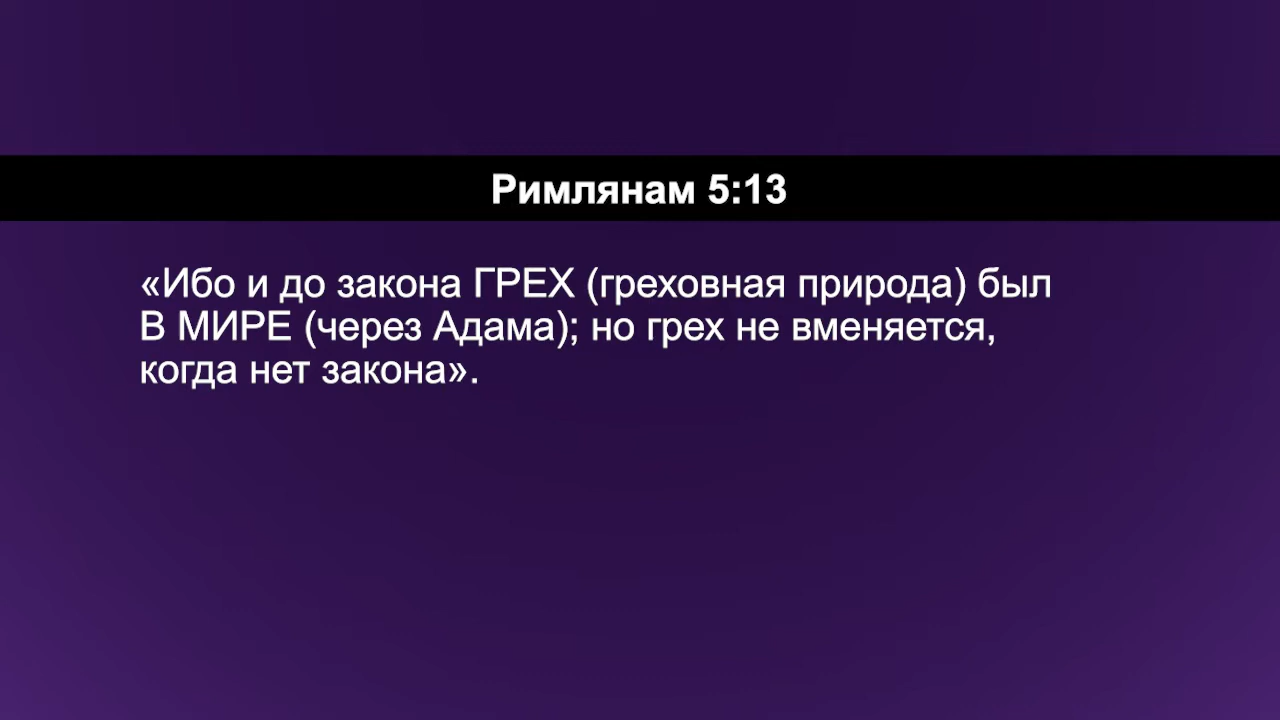 Римлянам 5:13
«Ибо и до закона ГРЕХ (греховная природа) был
В МИРЕ (через Адама); но грех не вменяется,
когда нет закона».